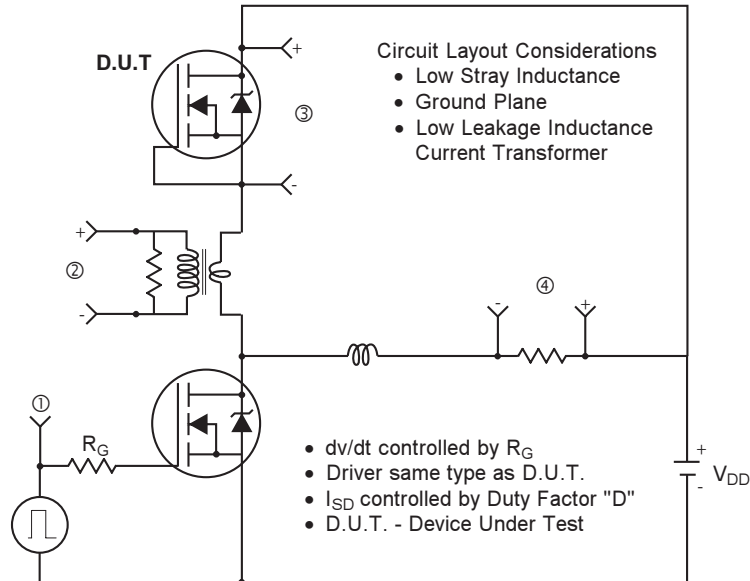 D.U.T
+
Circuit Layout Considerations
• Low Stray Inductance
• Ground Plane
③
• Low Leakage Inductance
Current Transformer
-
+
②
-
④
- +
①
R_G
• dv/dt controlled by R_G
• Driver same type as D.U.T.
• I_SD controlled by Duty Factor "D"
• D.U.T. - Device Under Test
+
V_DD
-